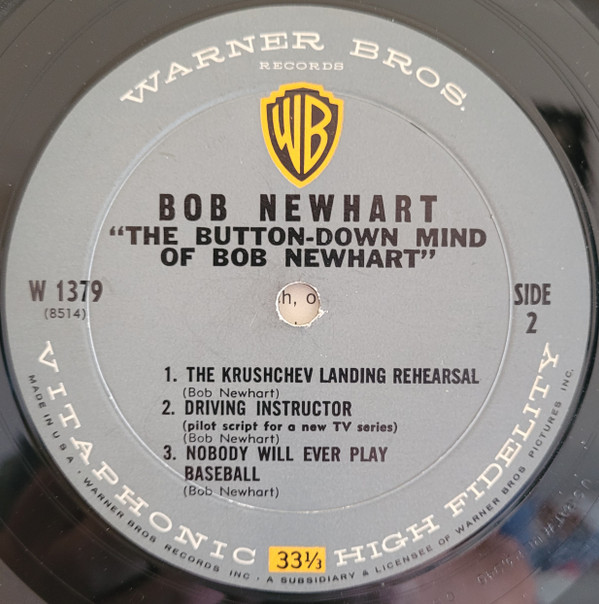 WARNER BROS.
RECORDS
WB
BOB NEWHART
“THE BUTTON-DOWN MIND
OF BOB NEWHART”
W 1379
(8514)
h, o
SIDE
2
1. THE KRUSHCHEV LANDING REHEARSAL
(Bob Newhart)
2. DRIVING INSTRUCTOR
(pilot script for a new TV series)
(Bob Newhart)
3. NOBODY WILL EVER PLAY
BASEBALL
(Bob Newhart)
VITAPHONIC HIGH FIDELITY
33⅓
MADE IN U S A · WARNER BROS RECORDS INC · A SUBSIDIARY & LICENSEE OF WARNER BROS PICTURES INC.